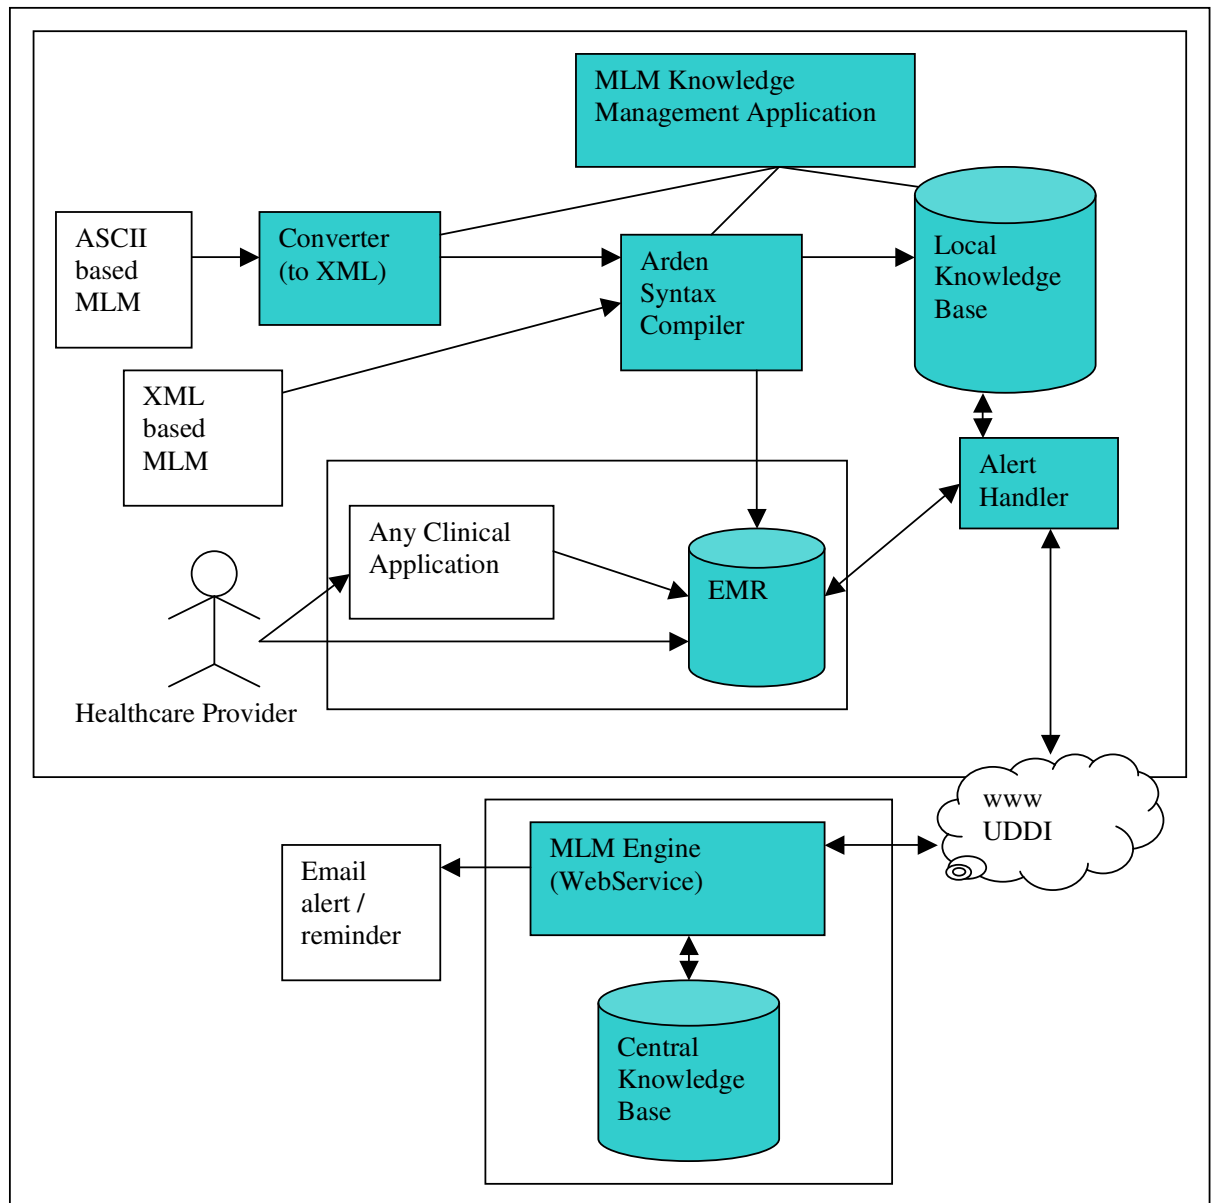 MLM Knowledge
Management Application
ASCII
based
MLM
Converter
(to XML)
Arden
Syntax
Compiler
Local
Knowledge
Base
XML
based
MLM
Alert
Handler
Any Clinical
Application
EMR
Healthcare Provider
www
UDDI
MLM Engine
(WebService)
Email
alert /
reminder
Central
Knowledge
Base